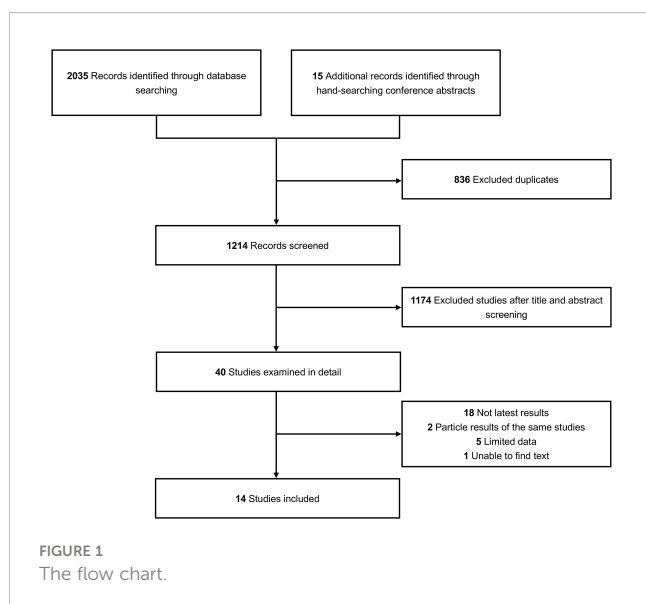 2035 Records identified through database
searching
15 Additional records identified through
hand-searching conference abstracts
836 Excluded duplicates
1214 Records screened
1174 Excluded studies after title and abstract
screening
40 Studies examined in detail
18 Not latest results
2 Particle results of the same studies
5 Limited data
1 Unable to find text
14 Studies included
FIGURE 1
The flow chart.